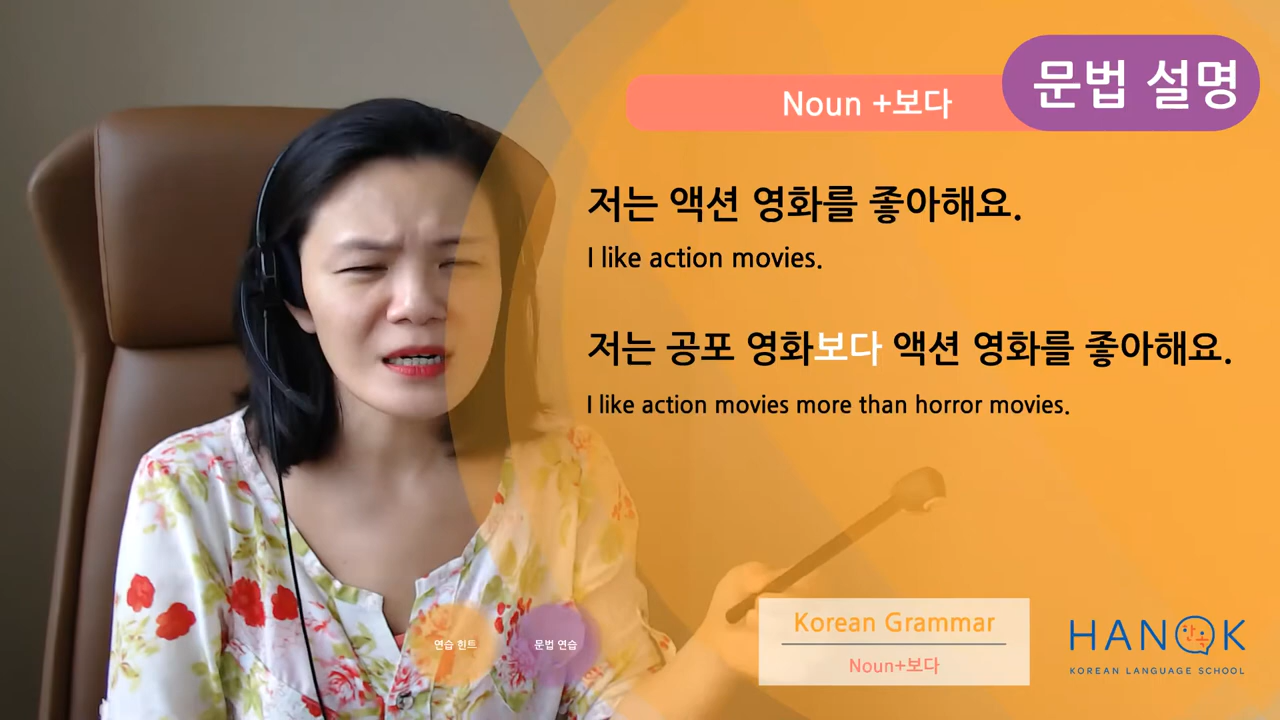 문법 설명
Noun +보다
저는 액션 영화를 좋아해요.
I like action movies.
저는 공포 영화보다 액션 영화를 좋아해요.
I like action movies more than horror movies.
연습 힌트
문법 연습
Korean Grammar
Noun+보다
HANOK
한국
KOREAN LANGUAGE SCHOOL